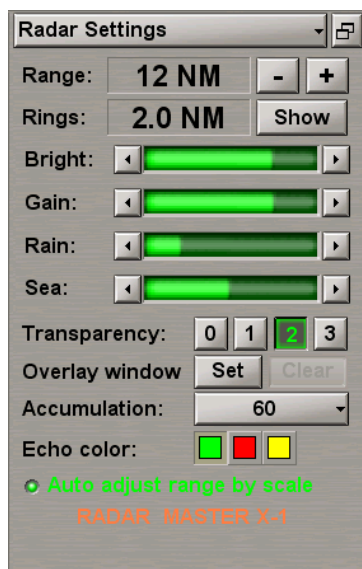 Radar Settings
Range: 12 NM - +
Rings: 2.0 NM Show
Bright:
Gain:
Rain:
Sea:
Transparency: 0 1 2 3
Overlay window Set Clear
Accumulation: 60
Echo color:
Auto adjust range by scale
RADAR MASTER X-1